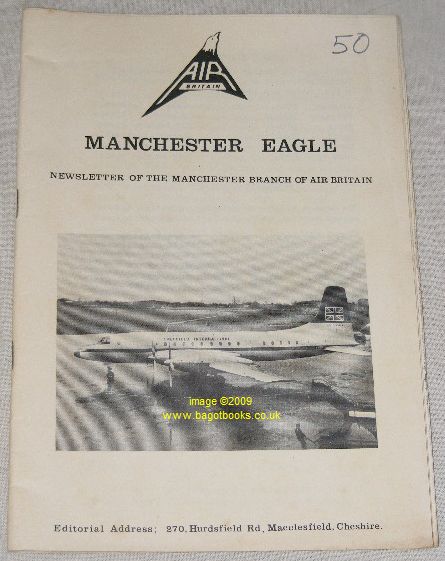 50
AIR
BRITAIN
MANCHESTER EAGLE
NEWSLETTER OF THE MANCHESTER BRANCH OF AIR BRITAIN
image ©2009
www.bagotbooks.co.uk
Editorial Address; 270, Hurdsfield Rd, Macclesfield, Cheshire.